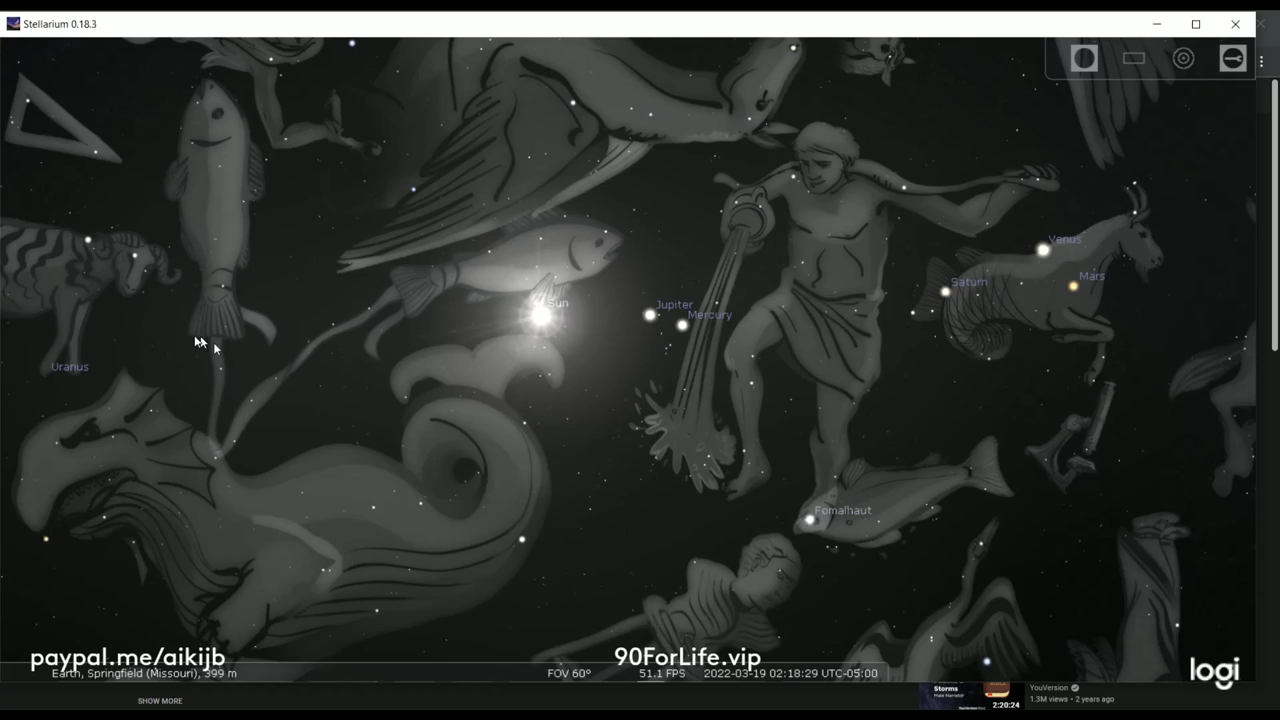 Stellarium 0.18.3
Venus
Mars
Saturn
Sun
Jupiter
Mercury
Uranus
Fomalhaut
paypal.me/aikijb
90ForLife.vip
logi
Earth, Springfield (Missouri), 399 m
FOV 60°
51.1 FPS
2022-03-19 02:18:29 UTC-05:00
SHOW MORE
Storms
Male Narrator
2:20:24
YouVersion
1.3M views • 2 years ago